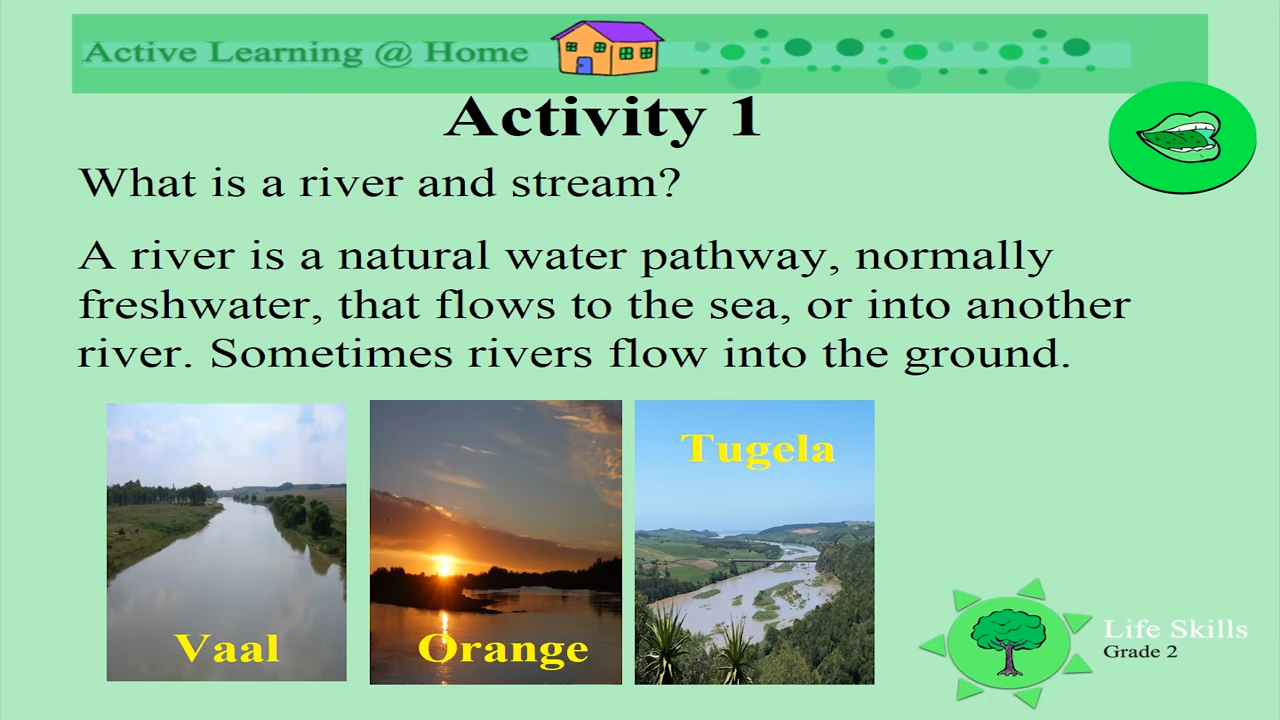 Active Learning @ Home
Activity 1
What is a river and stream?
A river is a natural water pathway, normally
freshwater, that flows to the sea, or into another
river. Sometimes rivers flow into the ground.
Tugela
Vaal
Orange
Life Skills
Grade 2